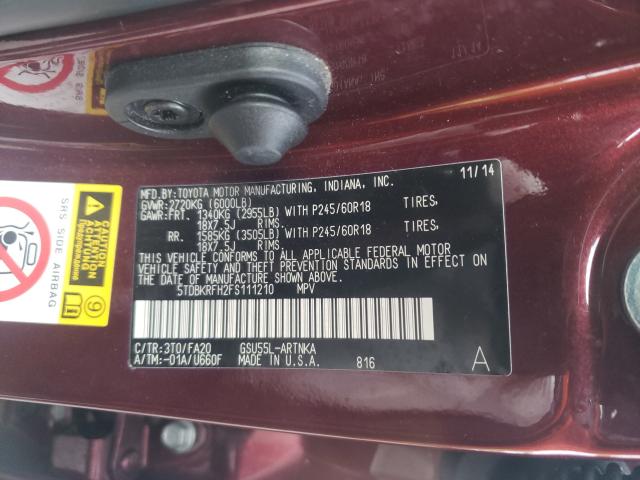 MFD.BY:TOYOTA MOTOR MANUFACTURING, INDIANA, INC. 11/14
GVWR:2720KG (6000LB)
GAWR:FRT. 1340KG (2955LB) WITH P245/60R18 TIRES,
18X7.5J RIMS
RR. 1585KG (3505LB) WITH P245/60R18 TIRES,
18X7.5J RIMS
THIS VEHICLE CONFORMS TO ALL APPLICABLE FEDERAL MOTOR
VEHICLE SAFETY AND THEFT PREVENTION STANDARDS IN EFFECT ON
THE DATE OF MANUFACTURE SHOWN ABOVE.
5TDBKRFH2FS111210 MPV
C/TR:3T0/FA20 GSU55L-ARTNKA
A/TM:-01A/U660F MADE IN U.S.A. 816 A
SRS SIDE AIRBAG